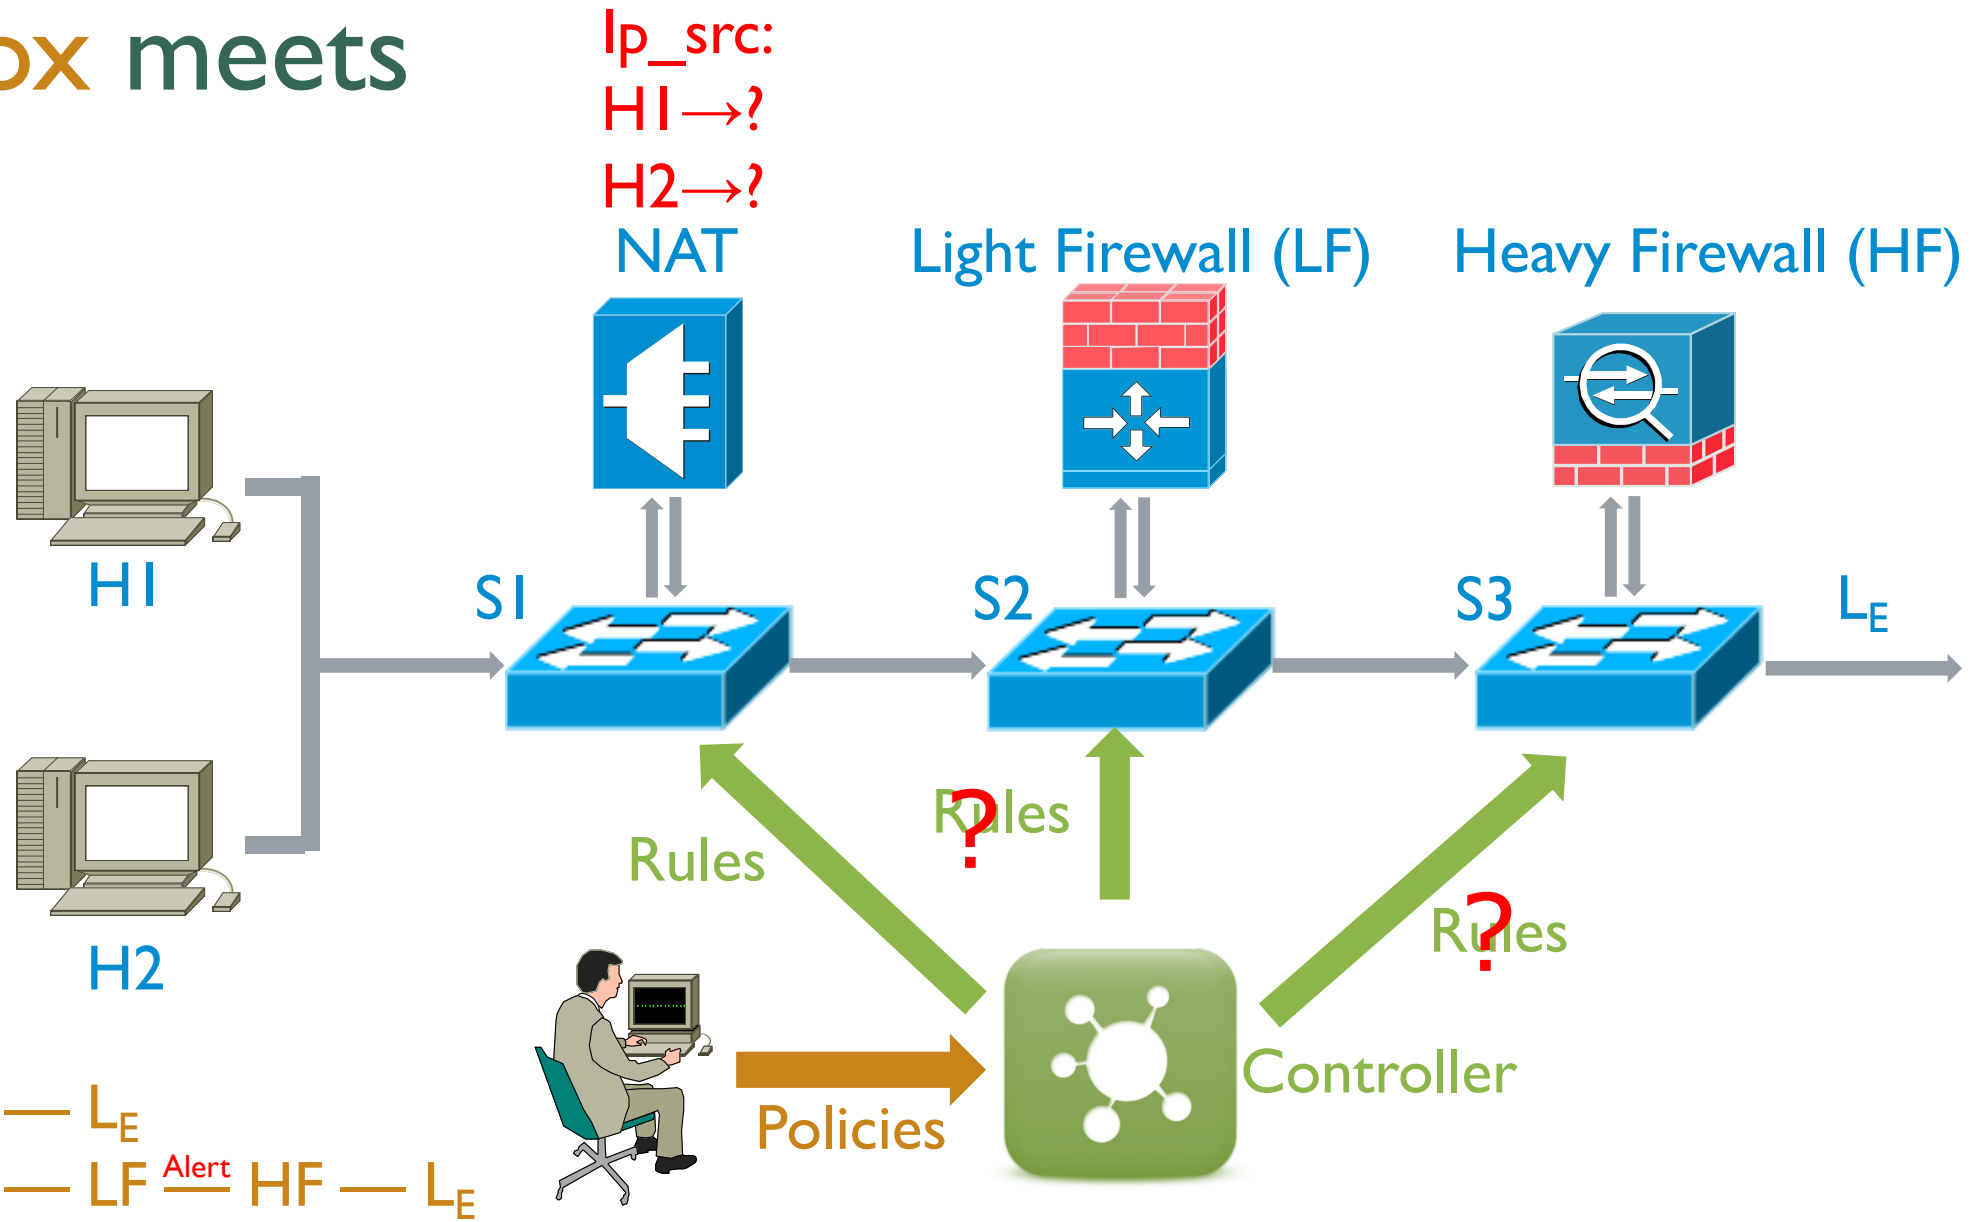 meets
Ip_src:
H1→?
H2→?
NAT
Light Firewall (LF)
Heavy Firewall (HF)
H1
S1
S2
S3
LE
Rules
?
Rules
Rules
?
H2
Controller
Policies
— LE
— LF — Alert — HF — LE